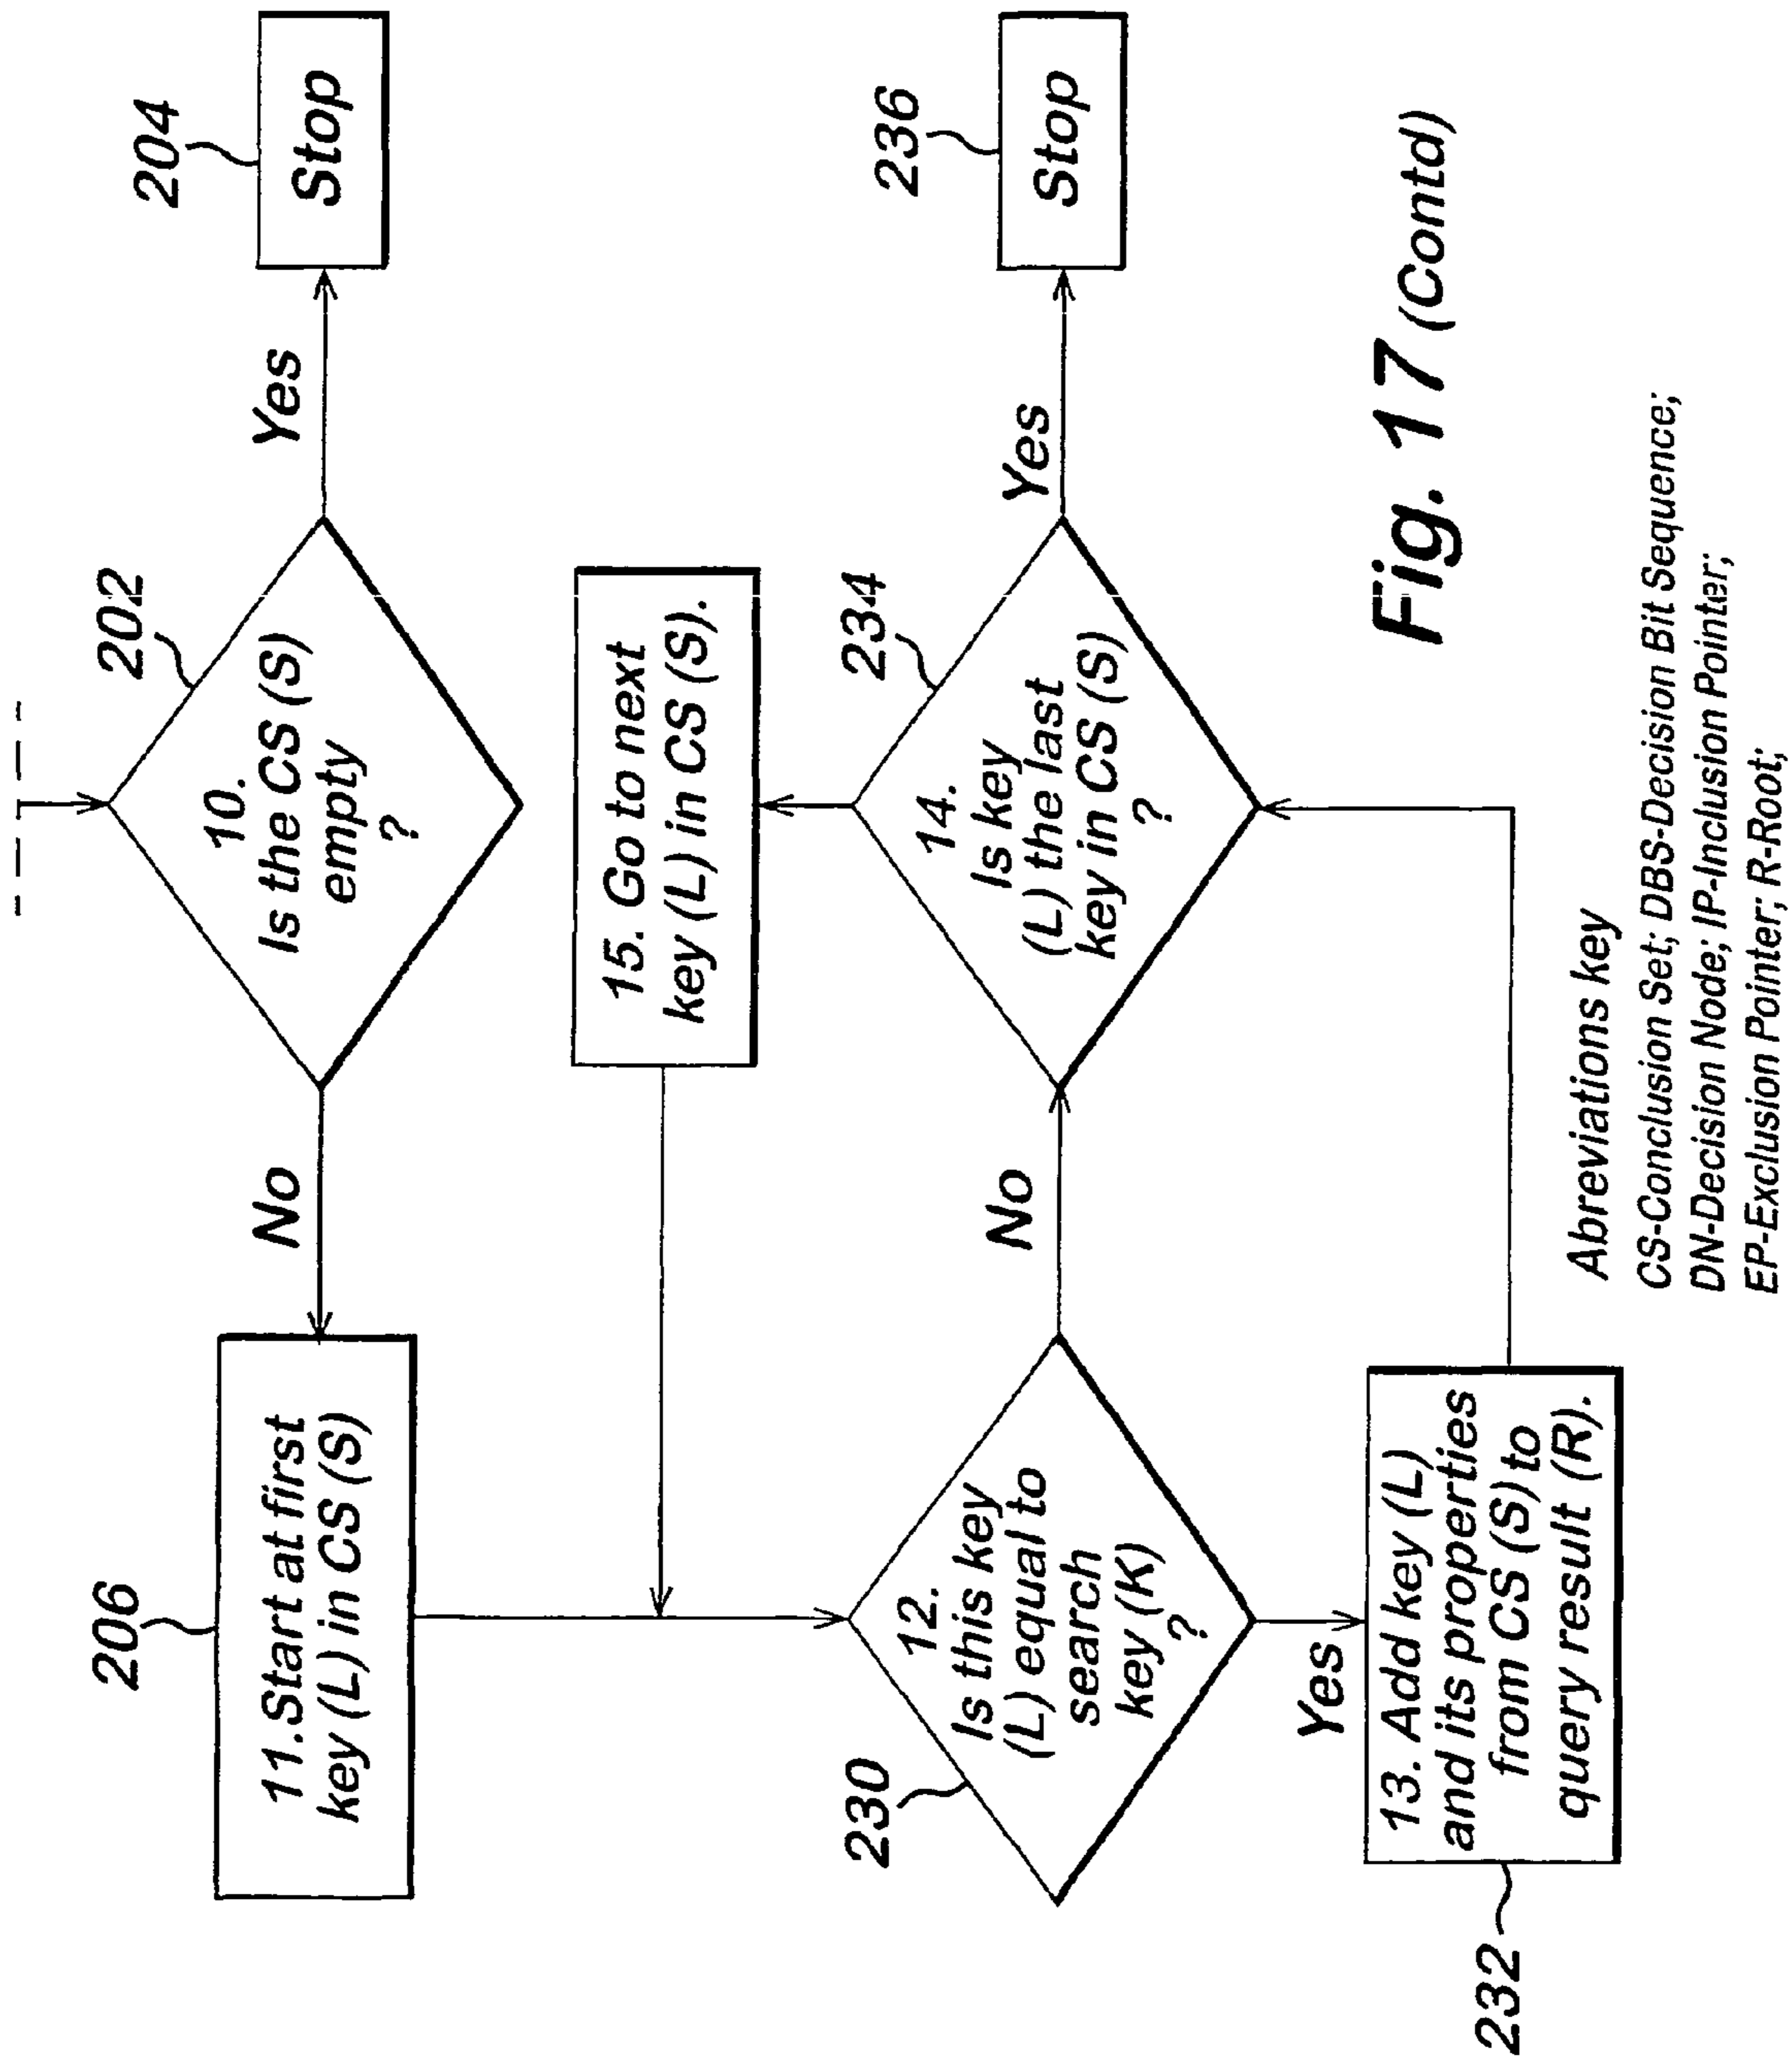 202
10.
Is the CS (S)
empty
?
Yes
204
Stop
No
206
11.Start at first
key (L) in CS (S)
15. Go to next
key (L) in CS (S).
230
12.
Is this key
(L) equal to
search
key (K)
?
No
234
14.
Is key
(L) the last
key in CS (S)
?
Yes
236
Stop
Yes
232
13. Add key (L)
and its properties
from CS (S) to
query result (R).
Fig. 17 (Contd)
Abreviations key
CS-Conclusion Set; DBS-Decision Bit Sequence;
DN-Decision Node; IP-Inclusion Pointer;
EP-Exclusion Pointer; R-Root;